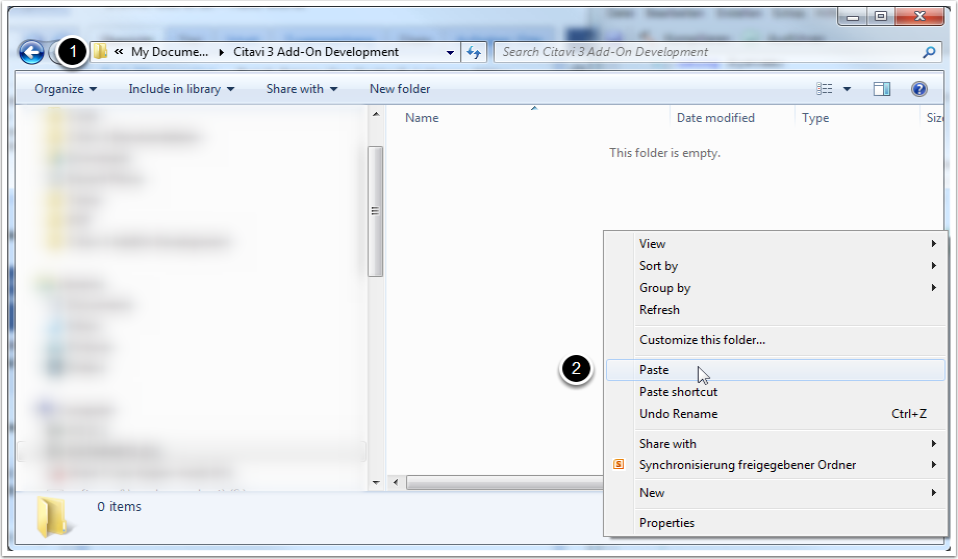 1
« My Docume... Citavi 3 Add-On Development
Search Citavi 3 Add-On Development
Organize Include in library Share with New folder
Name Date modified Type Siz
This folder is empty.
View
Sort by
Group by
Refresh
Customize this folder...
2
Paste
Paste shortcut
Undo Rename Ctrl+Z
Share with
S Synchronisierung freigegebener Ordner
New
Properties
0 items